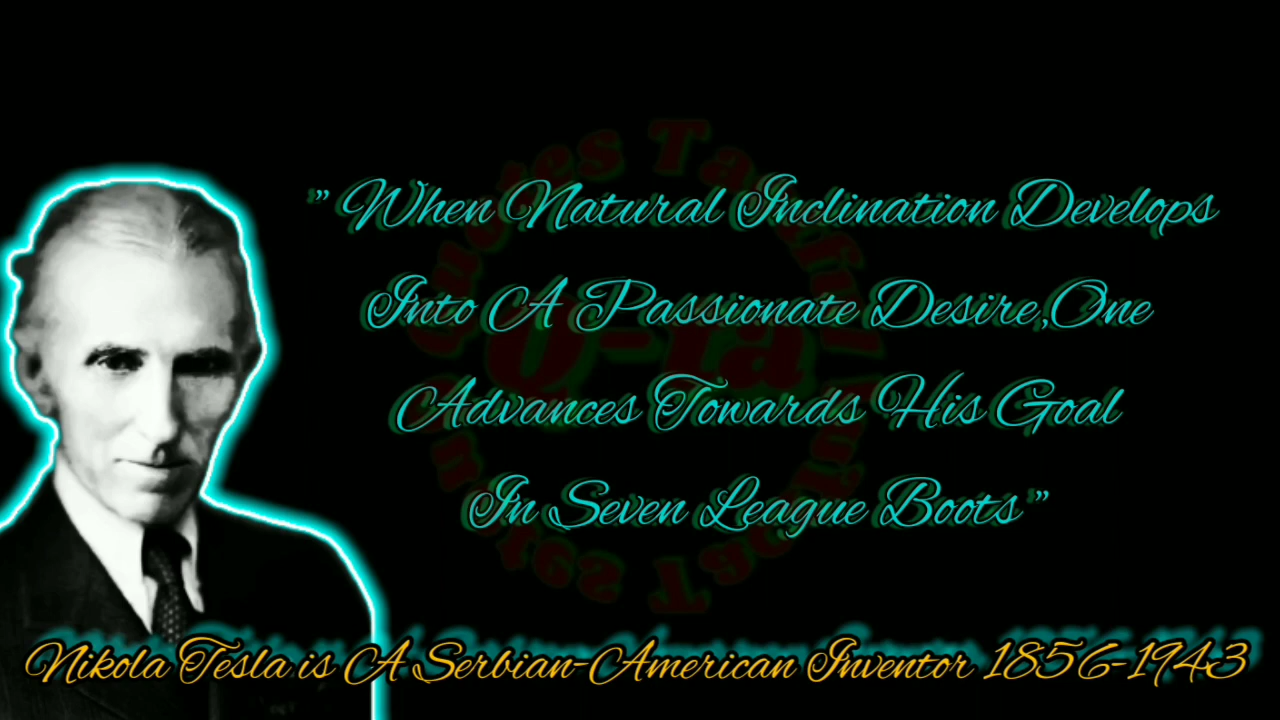 " When Natural Inclination Develops
Into A Passionate Desire,One
Advances Towards His Goal
In Seven League Boots "
Nikola Tesla is A Serbian-American Inventor 1856-1943